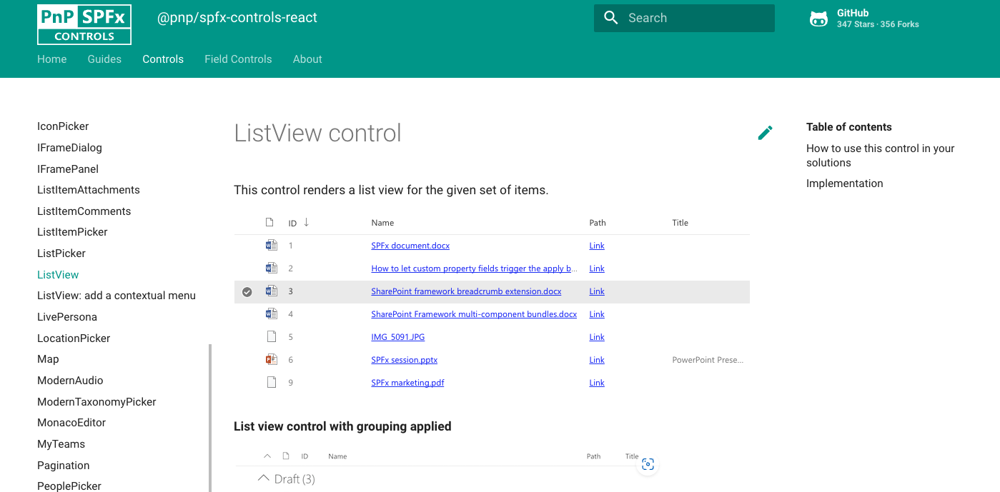 PnP SPFx
CONTROLS
@pnp/spfx-controls-react
Search
GitHub
347 Stars · 356 Forks
Home Guides Controls Field Controls About
IconPicker
IFrameDialog
IFramePanel
ListItemAttachments
ListItemComments
ListItemPicker
ListPicker
ListView
ListView: add a contextual menu
LivePersona
LocationPicker
Map
ModernAudio
ModernTaxonomyPicker
MonacoEditor
MyTeams
Pagination
PeoplePicker
ListView control
This control renders a list view for the given set of items.
ID Name Path Title
1 SPFx document.docx Link
2 How to let custom property fields trigger the apply b... Link
3 SharePoint framework breadcrumb extension.docx Link
4 SharePoint Framework multi-component bundles.docx Link
5 IMG_5091.JPG Link
6 SPFx session.pptx Link PowerPoint Prese...
9 SPFx marketing.pdf Link
List view control with grouping applied
ID Name Path Title
Draft (3)
Table of contents
How to use this control in your
solutions
Implementation